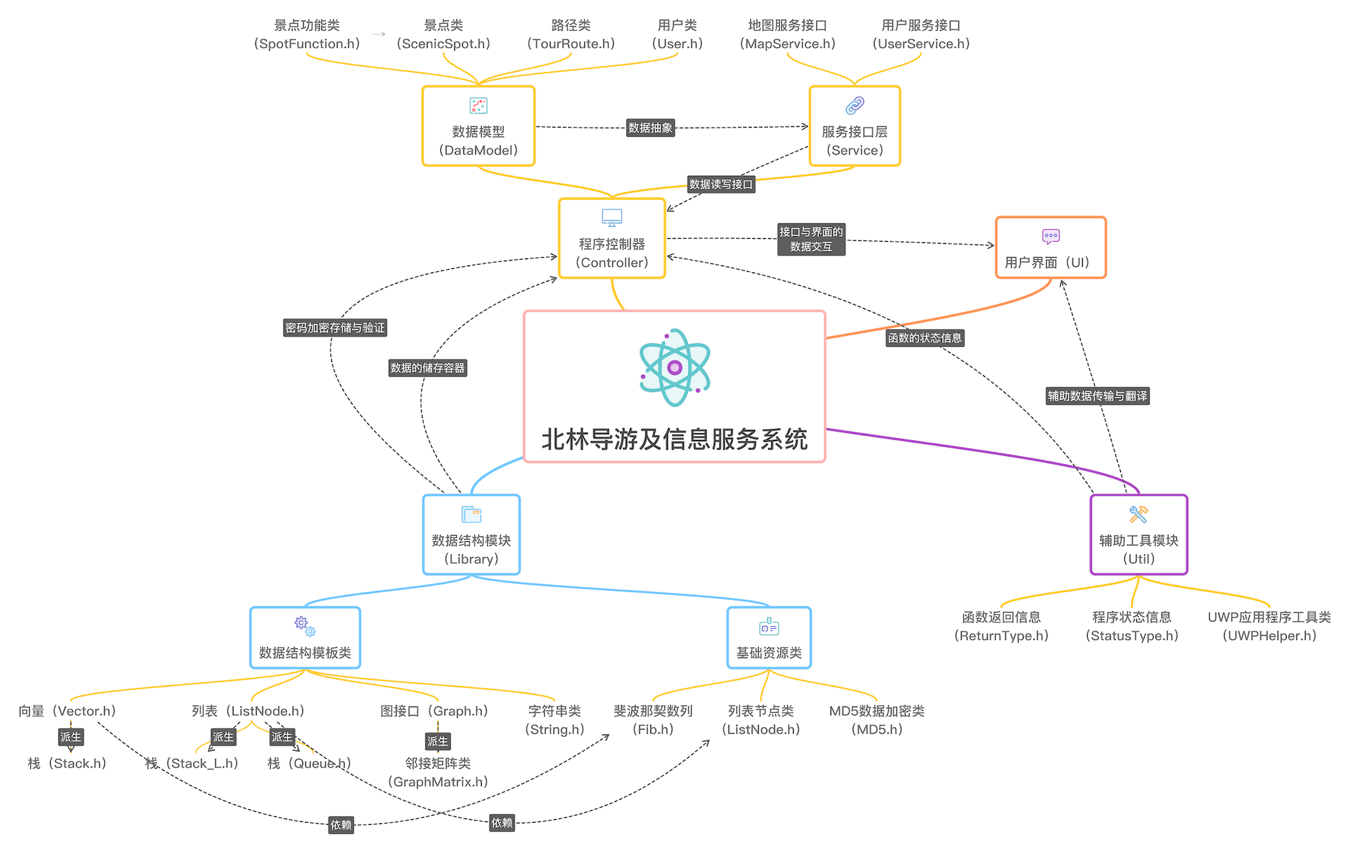 景点功能类
（SpotFunction.h）
景点类
（ScenicSpot.h）
路径类
（TourRoute.h）
用户类
（User.h）
地图服务接口
（MapService.h）
用户服务接口
（UserService.h）
数据模型
（DataModel）
数据抽象
服务接口层
（Service）
数据读写接口
程序控制器
（Controller）
接口与界面的
数据交互
用户界面（UI）
密码加密存储与验证
数据的储存容器
函数的状态信息
辅助数据传输与翻译
北林导游及信息服务系统
数据结构模块
（Library）
辅助工具模块
（Util）
函数返回信息
（ReturnType.h）
程序状态信息
（StatusType.h）
UWP应用程序工具类
（UWPHelper.h）
数据结构模板类
基础资源类
向量（Vector.h）
列表（ListNode.h）
图接口（Graph.h）
字符串类
（String.h）
斐波那契数列
（Fib.h）
列表节点类
（ListNode.h）
MD5数据加密类
（MD5.h）
派生
派生
派生
派生
栈（Stack.h）
栈（Stack_L.h）
栈（Queue.h）
邻接矩阵类
（GraphMatrix.h）
依赖
依赖